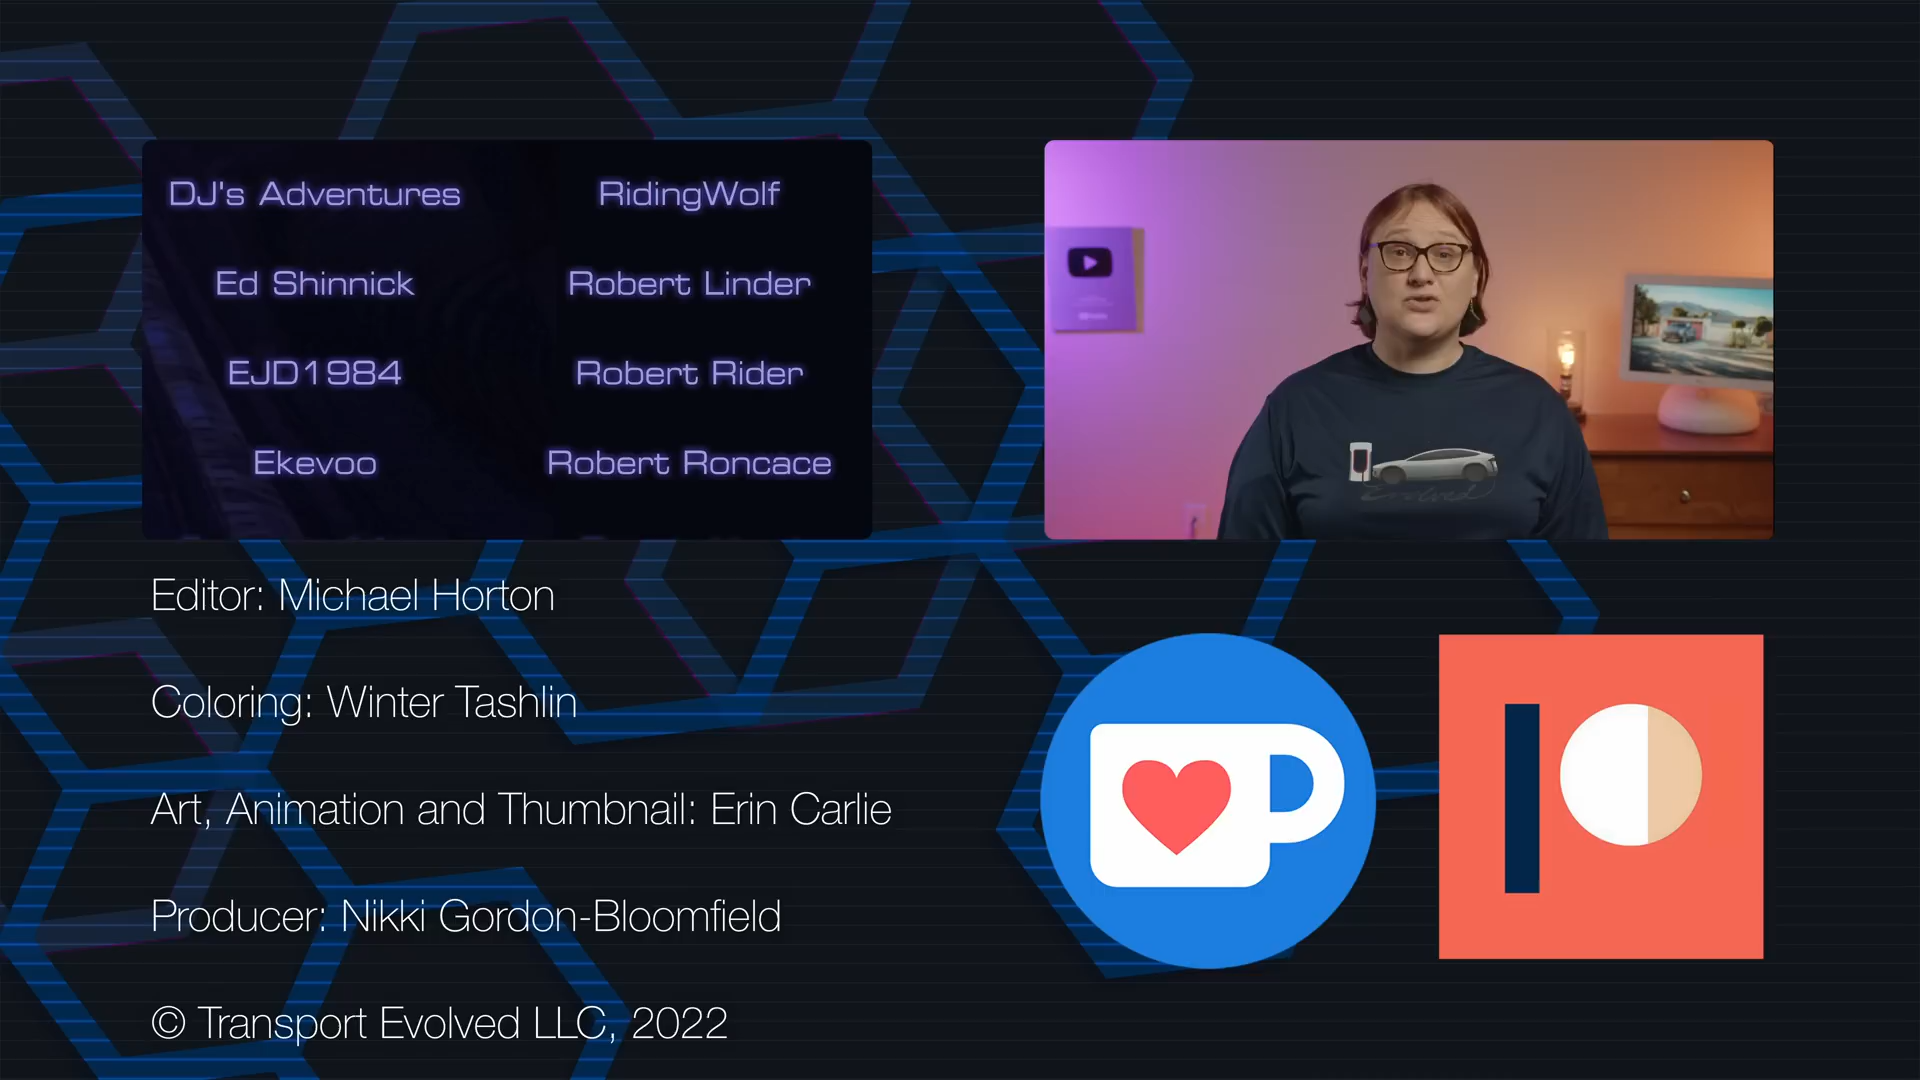 DJ's Adventures
RidingWolf
Ed Shinnick
Robert Linder
EJD1984
Robert Rider
Ekevoo
Robert Roncace
Evolved
Editor: Michael Horton
Coloring: Winter Tashlin
Art, Animation and Thumbnail: Erin Carlie
Producer: Nikki Gordon-Bloomfield
© Transport Evolved LLC, 2022